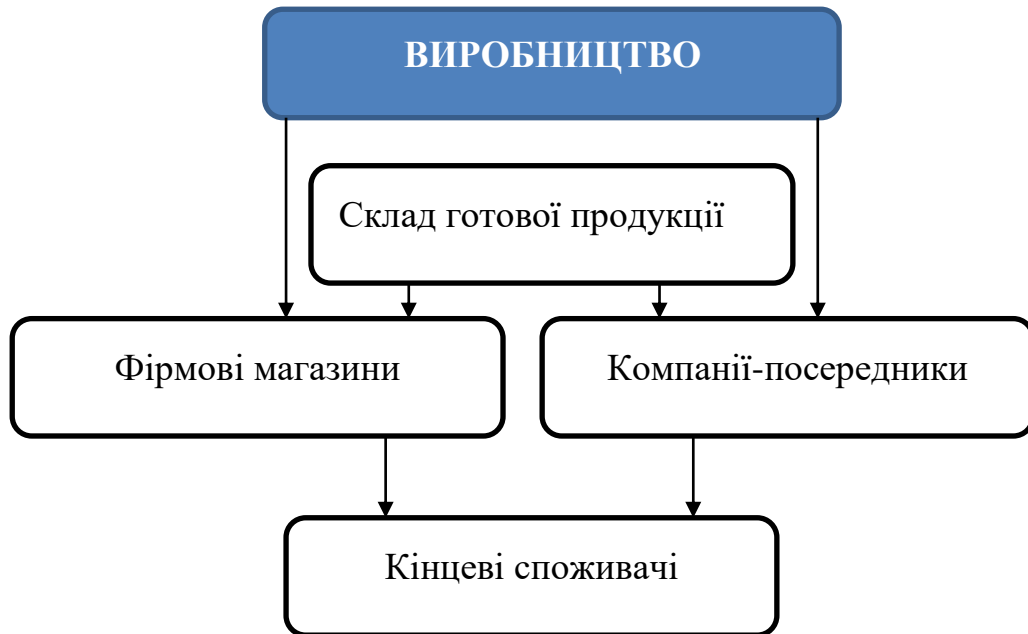 ВИРОБНИЦТВО
Склад готової продукції
Фірмові магазини
Компанії-посередники
Кінцеві споживачі